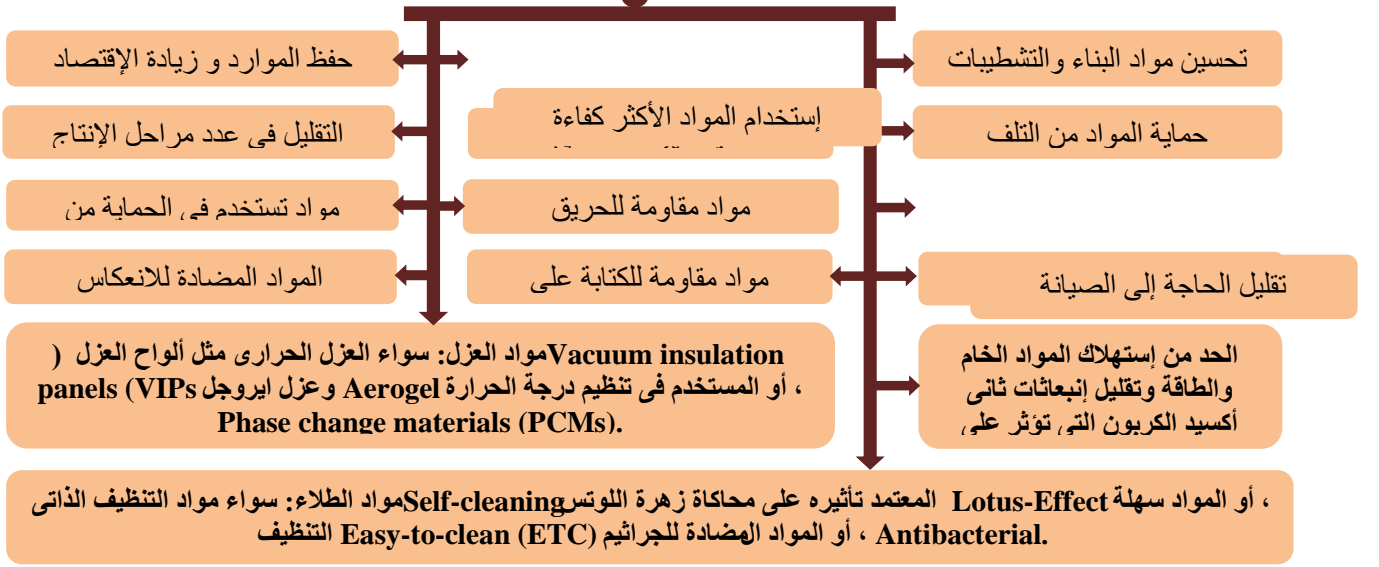 تحسين مواد البناء والتشطيبات
حفظ الموارد و زيادة الإقتصاد
إستخدام المواد الأكثر كفاءة
حماية المواد من التلف
التقليل فى عدد مراحل الإنتاج
مواد مقاومة للحريق
مواد تستخدم فى الحماية من
تقليل الحاجة إلى الصيانة
مواد مقاومة للكتابة على
المواد المضادة للانعكاس
الحد من إستهلاك المواد الخام
والطاقة وتقليل إنبعاثات ثانى
أكسيد الكربون التى تؤثر على
Vacuum insulationمواد العزل: سواء العزل الحرارى مثل ألواح العزل (
، أو المستخدم فى تنظيم درجة الحرارة Aerogel وعزل ايروجل panels (VIPs
Phase change materials (PCMs).
، أو المواد سهلة Lotus-Effect المعتمد تأثيره على محاكاة زهرة اللوتس Self-cleaningمواد الطلاء: سواء مواد التنظيف الذاتى
Antibacterial. ، أو المواد المضادة للجراثيم Easy-to-clean (ETC) التنظيف